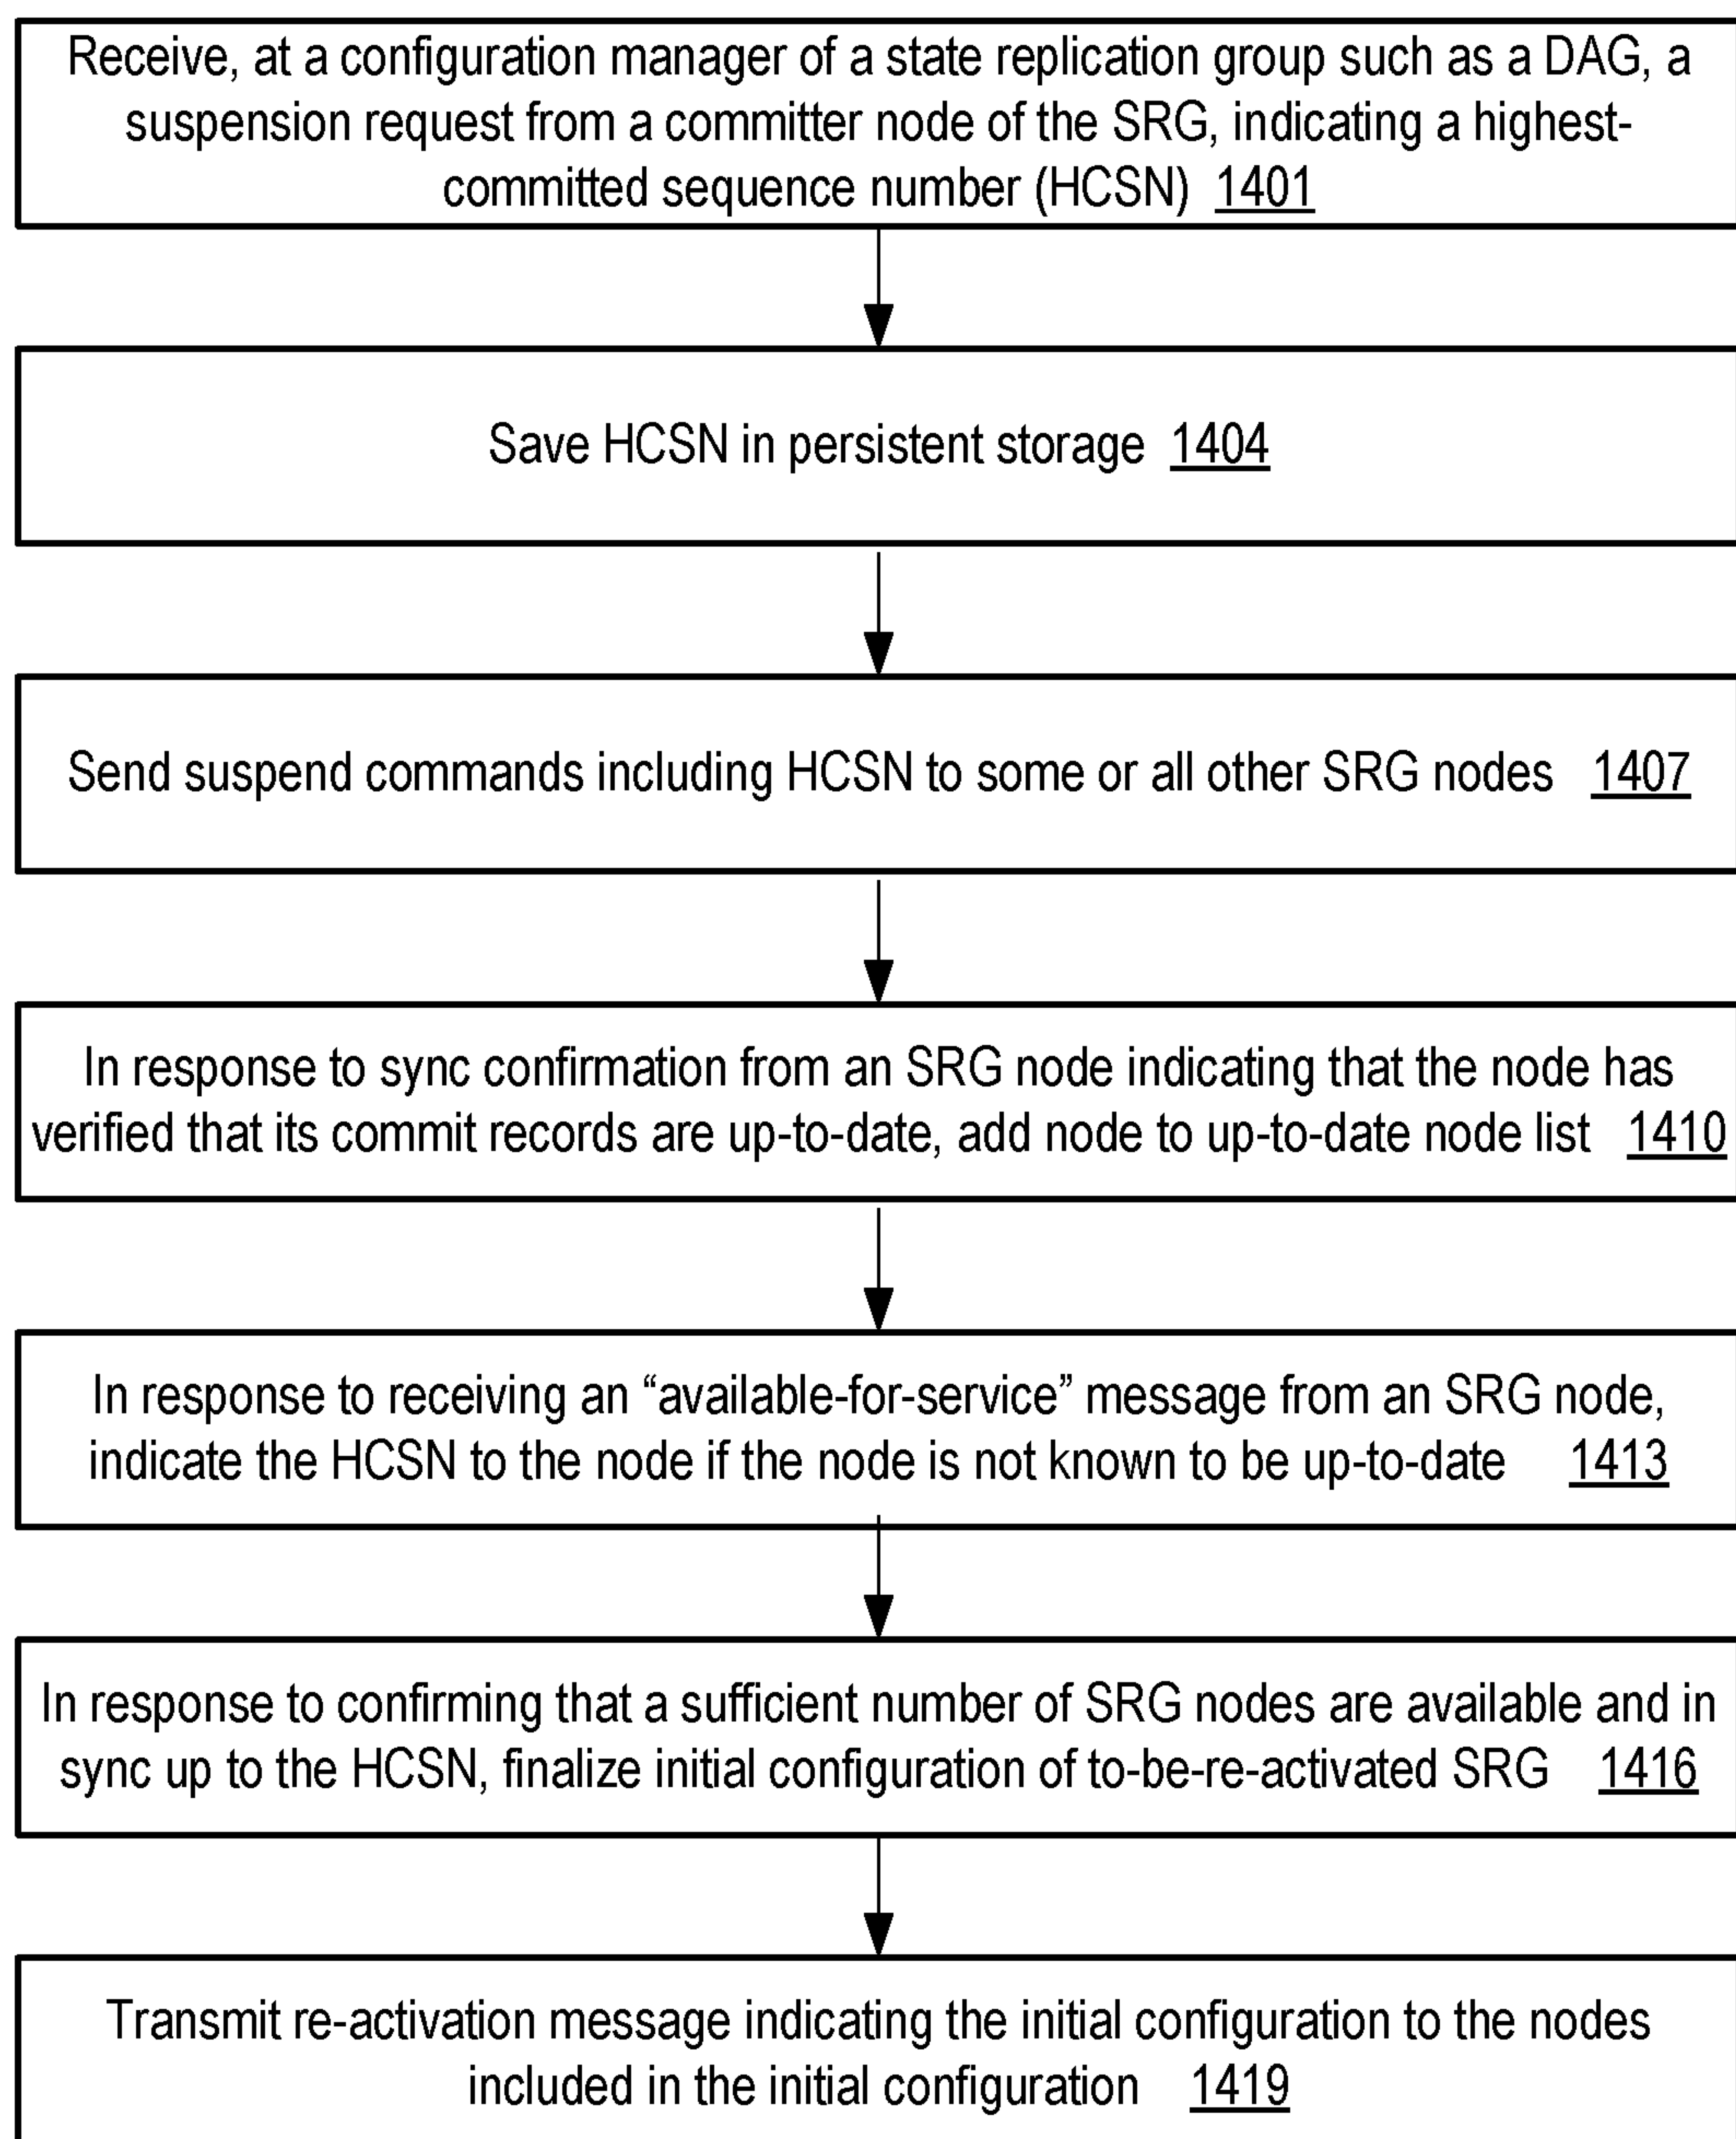 Receive, at a configuration manager of a state replication group such as a DAG, a
suspension request from a committer node of the SRG, indicating a highest-
committed sequence number (HCSN) 1401
Save HCSN in persistent storage 1404
Send suspend commands including HCSN to some or all other SRG nodes 1407
In response to sync confirmation from an SRG node indicating that the node has
verified that its commit records are up-to-date, add node to up-to-date node list 1410
In response to receiving an “available-for-service” message from an SRG node,
indicate the HCSN to the node if the node is not known to be up-to-date 1413
In response to confirming that a sufficient number of SRG nodes are available and in
sync up to the HCSN, finalize initial configuration of to-be-re-activated SRG 1416
Transmit re-activation message indicating the initial configuration to the nodes
included in the initial configuration 1419